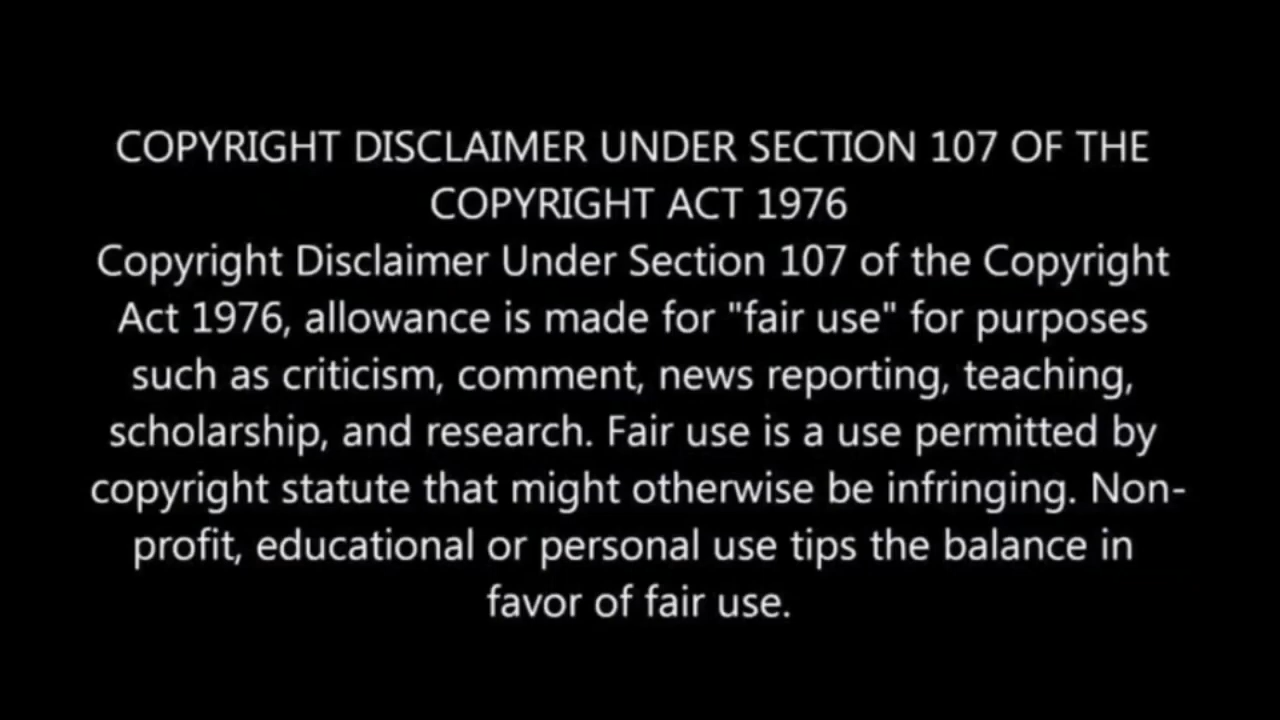 COPYRIGHT DISCLAIMER UNDER SECTION 107 OF THE
COPYRIGHT ACT 1976
Copyright Disclaimer Under Section 107 of the Copyright
Act 1976, allowance is made for "fair use" for purposes
such as criticism, comment, news reporting, teaching,
scholarship, and research. Fair use is a use permitted by
copyright statute that might otherwise be infringing. Non-
profit, educational or personal use tips the balance in
favor of fair use.